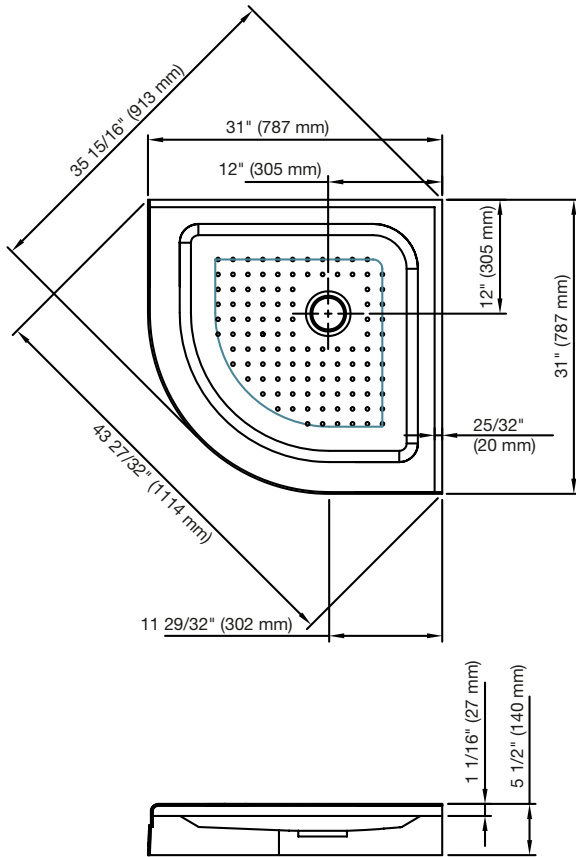 35 15/16" (913 mm)
31" (787 mm)
12" (305 mm)
12" (305 mm)
31" (787 mm)
25/32"
(20 mm)
43 27/32" (1114 mm)
11 29/32" (302 mm)
1 1/16" (27 mm)
5 1/2" (140 mm)